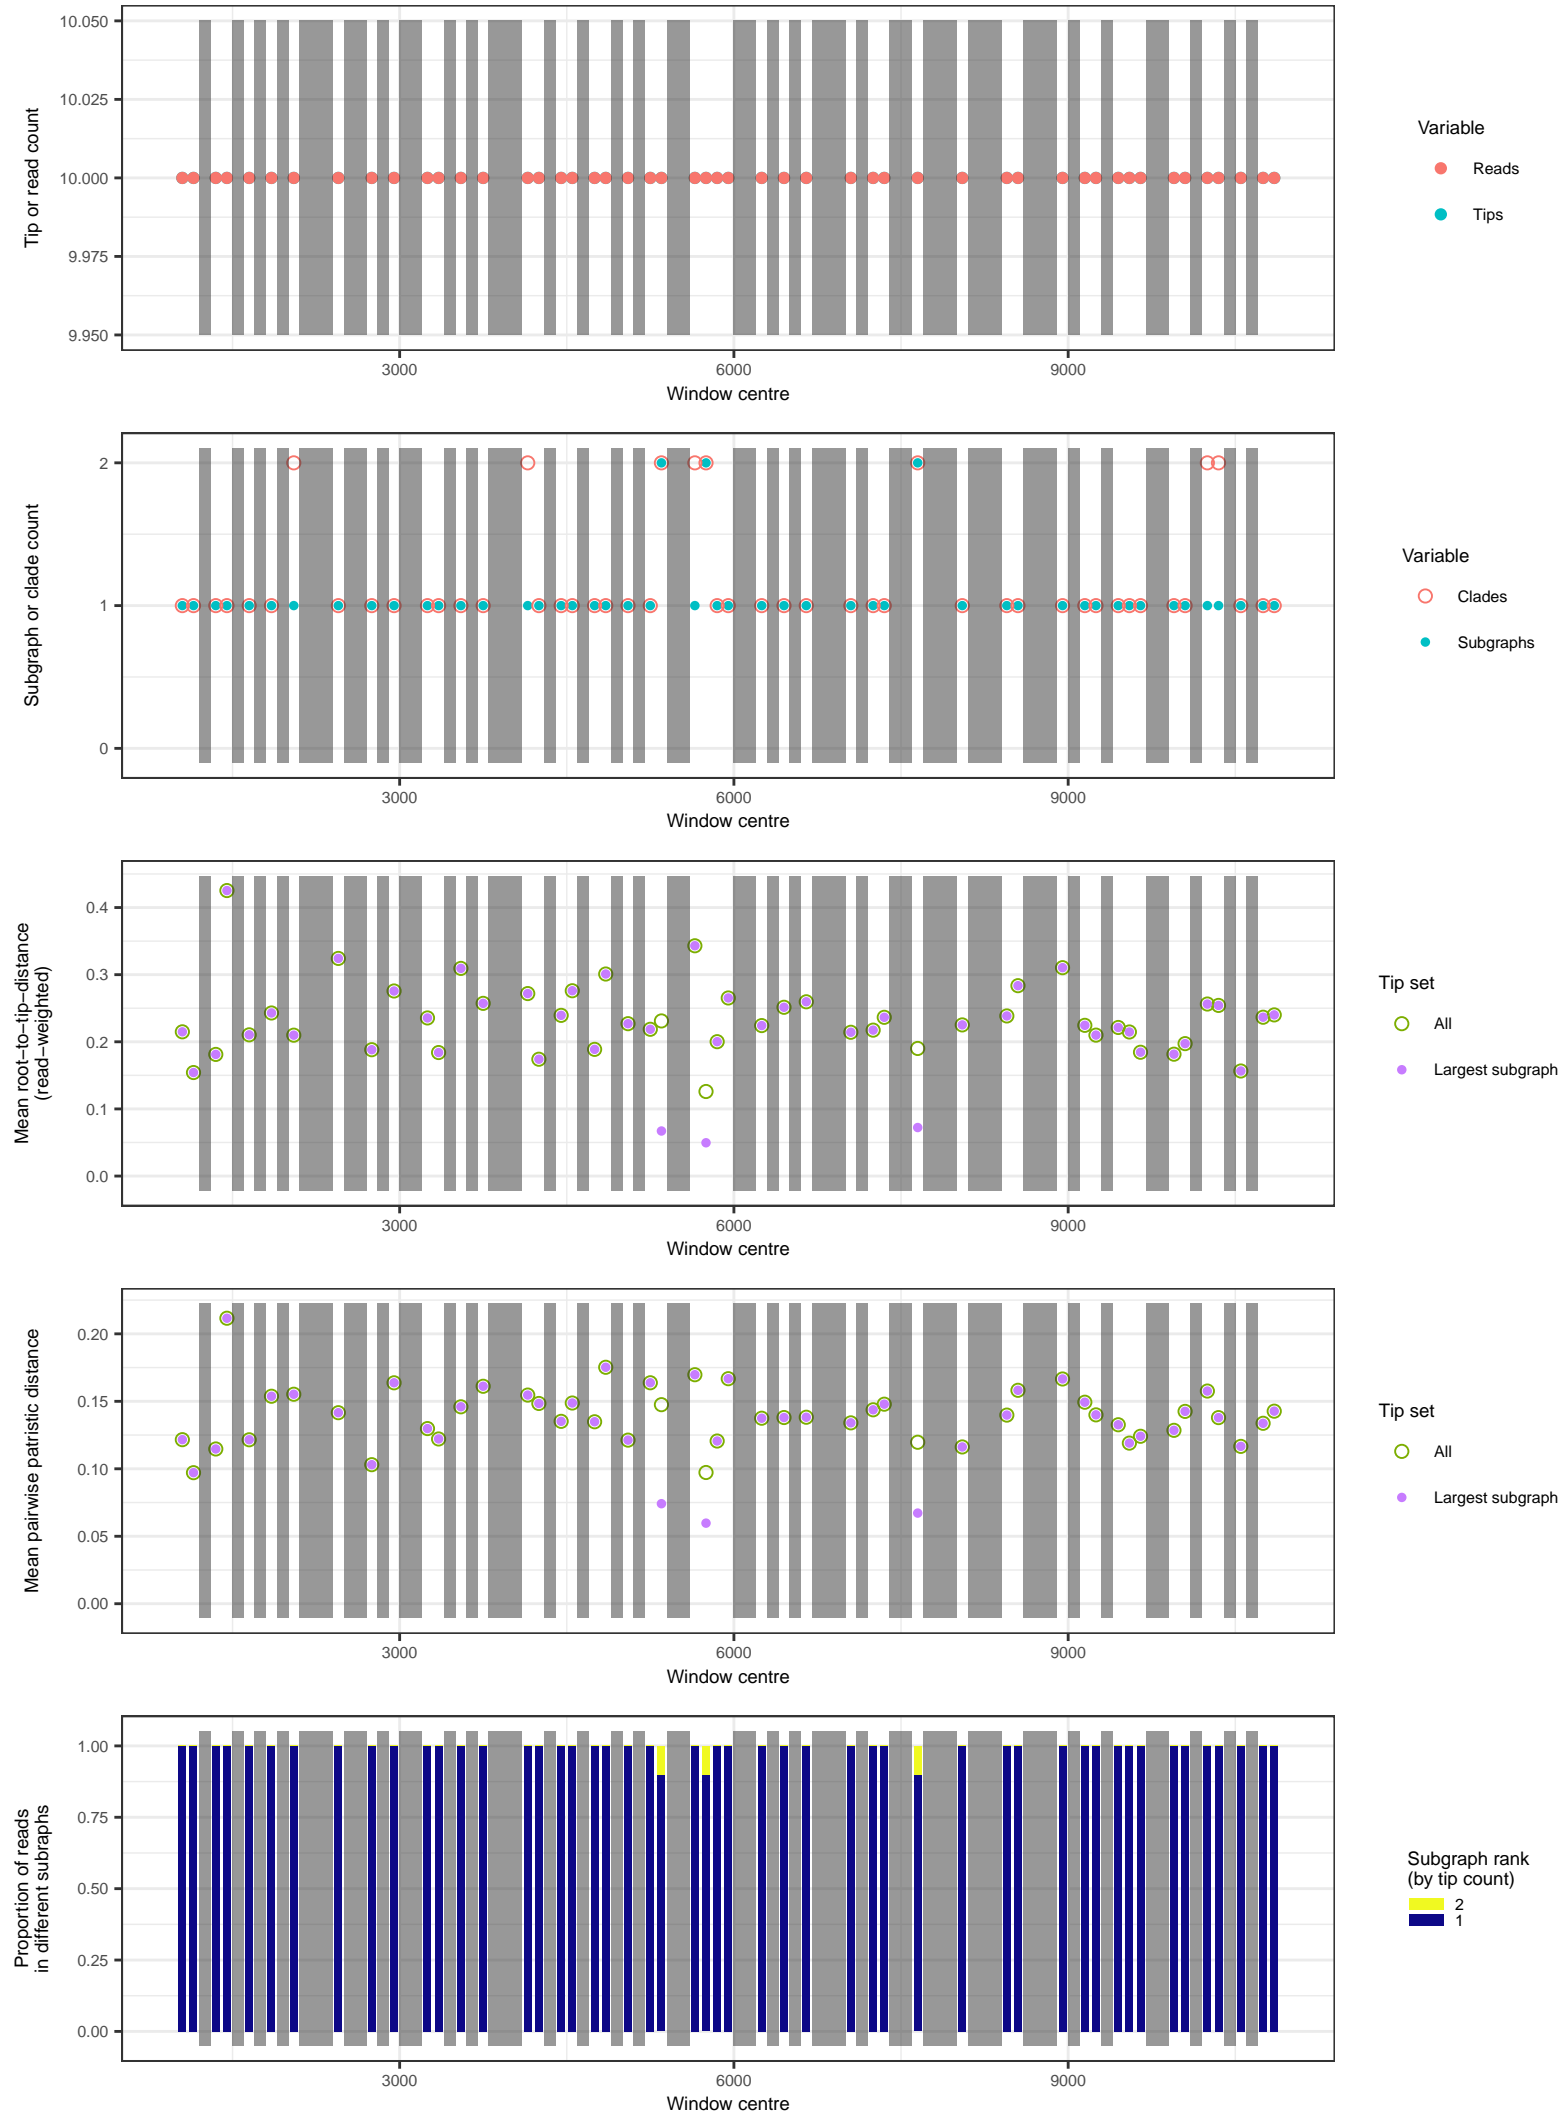 10.050
10.025
10.000
9.975
9.950
Tip or read count
3000
6000
9000
Window centre
Variable
Reads
Tips
2
1
0
Subgraph or clade count
3000
6000
9000
Window centre
Variable
Clades
Subgraphs
0.4
0.3
0.2
0.1
0.0
Mean root−to−tip−distance
(read−weighted)
3000
6000
9000
Window centre
Tip set
All
Largest subgraph
0.20
0.15
0.10
0.05
0.00
Mean pairwise patristic distance
3000
6000
9000
Window centre
Tip set
All
Largest subgraph
1.00
0.75
0.50
0.25
0.00
Proportion of reads
in different subraphs
3000
6000
9000
Window centre
Subgraph rank
(by tip count)
2
1